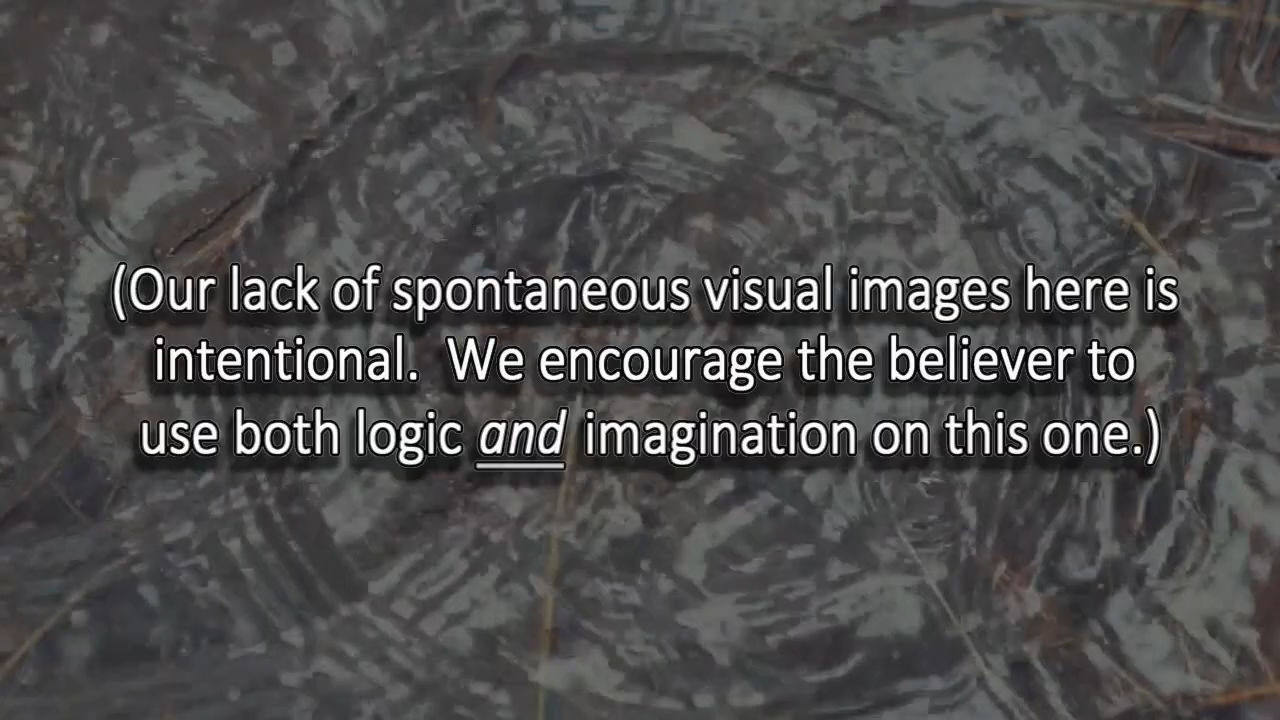 (Our lack of spontaneous visual images here is
intentional.  We encourage the believer to
use both logic and imagination on this one.)